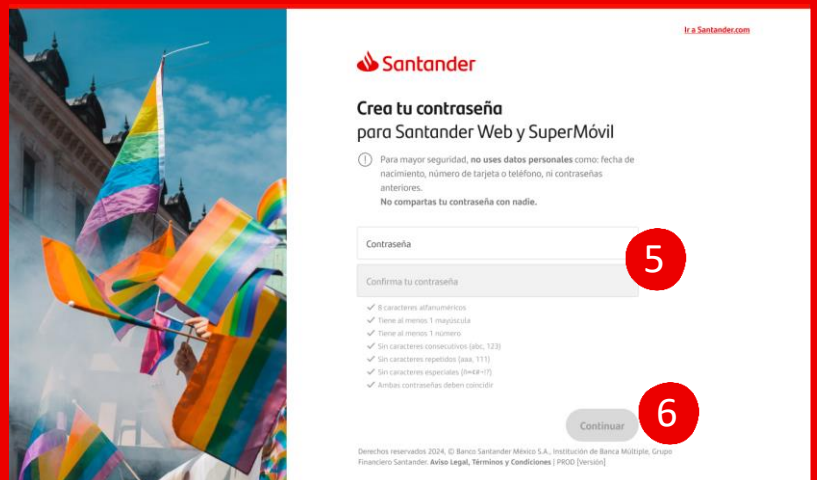 Ir a Santander.com
Santander
Crea tu contraseña
para Santander Web y SuperMóvil
Para mayor seguridad, no uses datos personales como: fecha de
nacimiento, número de tarjeta o teléfono, ni contraseñas
anteriores.
No compartas tu contraseña con nadie.
Contraseña
5
Confirma tu contraseña
8 caracteres alfanuméricos
Tiene al menos 1 mayúscula
Tiene al menos 1 número
Sin caracteres consecutivos (abc, 123)
Sin caracteres repetidos (aaa, 111)
Sin caracteres especiales
Ambas contraseñas deben coincidir
Continuar
6
Derechos reservados 2024, © Banco Santander México S.A., Institución de Banca Múltiple, Grupo
Financiero Santander. Aviso Legal, Términos y Condiciones | PROD [Versión]